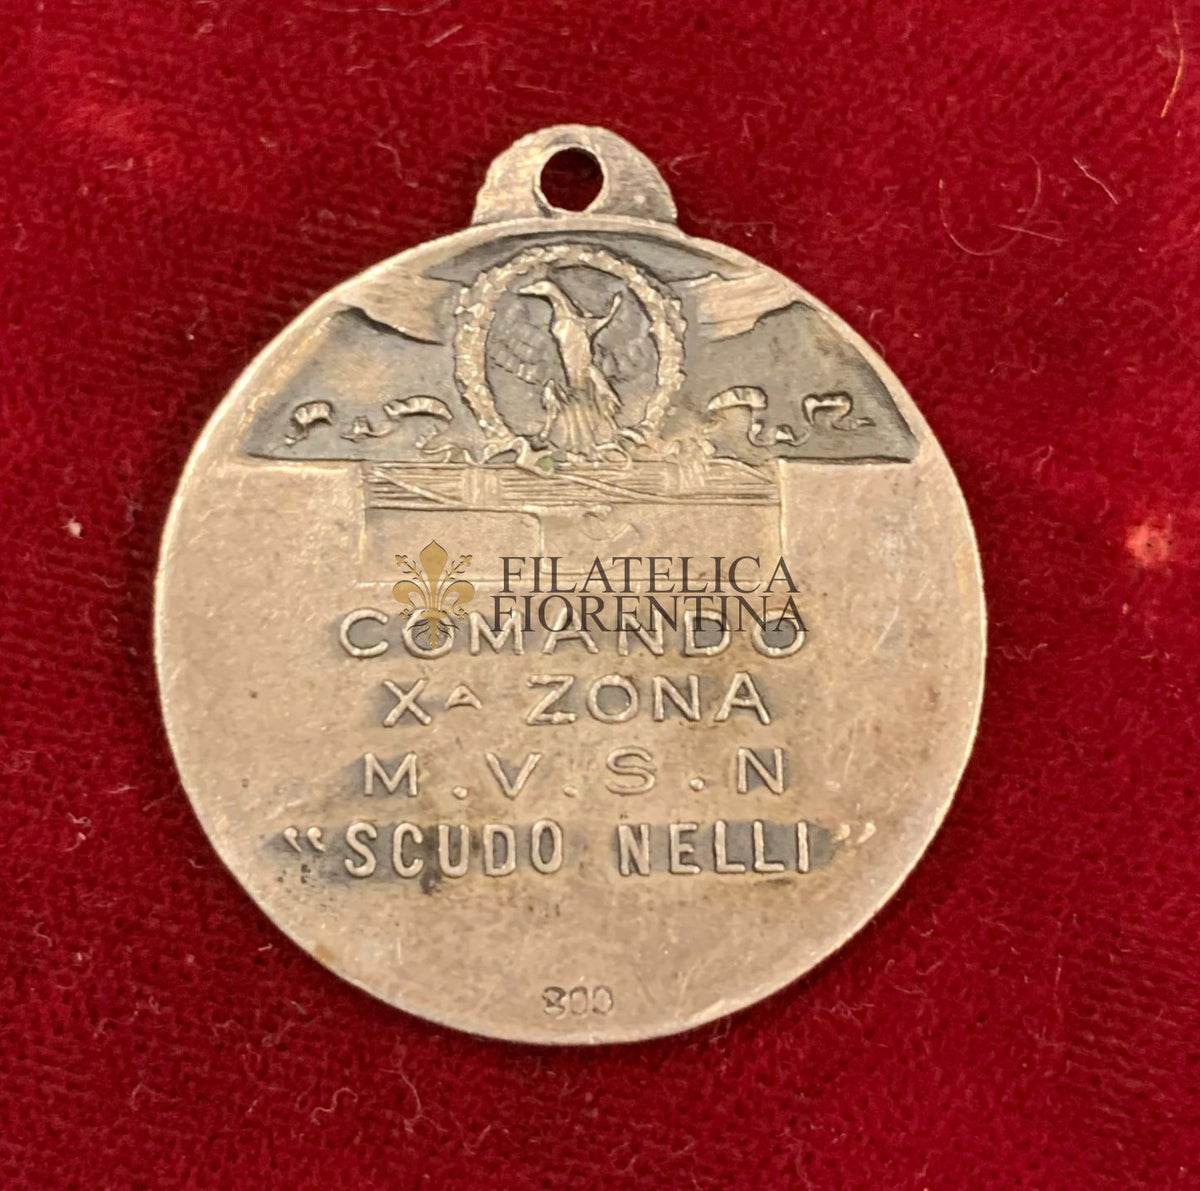 FILATELICA
FIORENTINA
COMANDO
Xᴬ ZONA
M.V.S.N
"SCUDO NELLI"
800